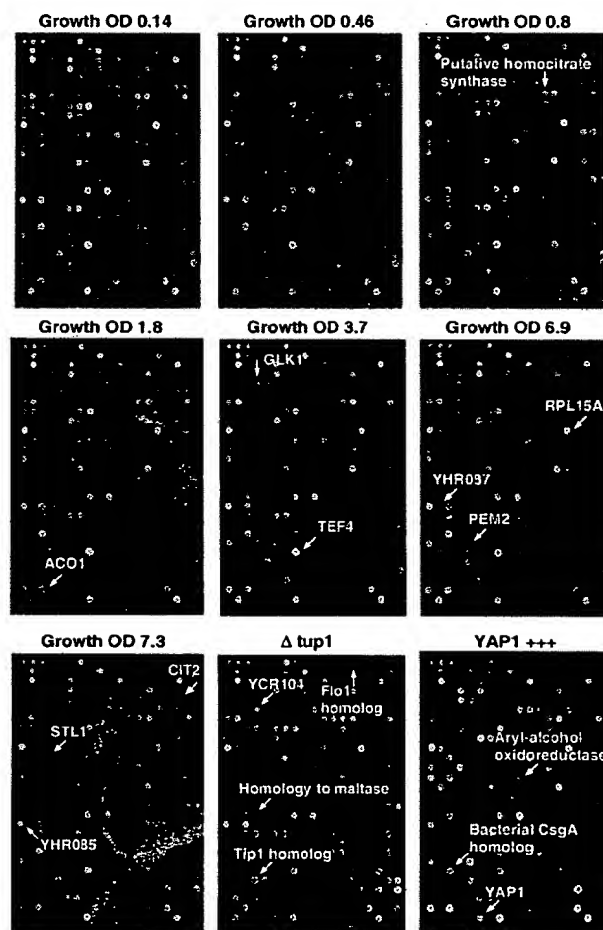 Growth OD 0.14
Growth OD 0.46
Growth OD 0.8
Putative homocitrate
synthase
Growth OD 1.8
Growth OD 3.7
Growth OD 6.9
GLK1
RPL15A
YHR087
PEM2
TEF4
ACO1
Growth OD 7.3
Δ tup1
YAP1 +++
CIT2
YCR104
Flo1
homolog
STL1
Aryl-alcohol
oxidoreductase
Homology to maltase
YHR085
Bacterial CsgA
homolog
Tip1 homolog
YAP1